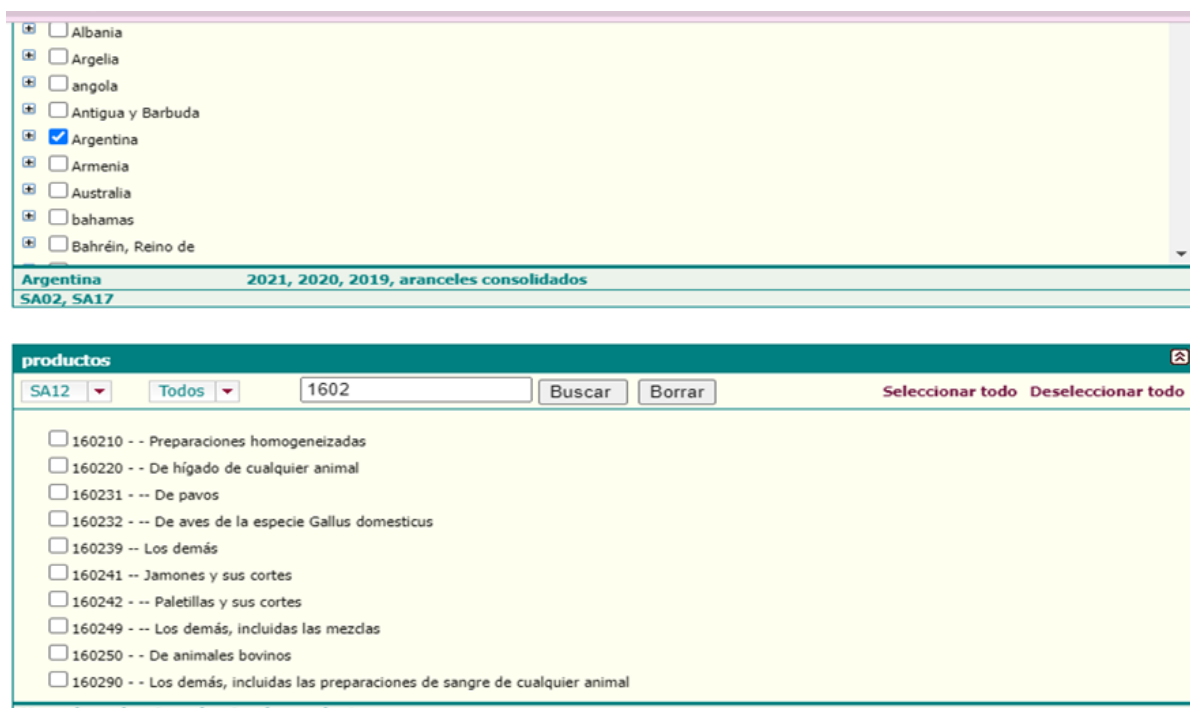 Albania
Argelia
angola
Antigua y Barbuda
Argentina
Armenia
Australia
bahamas
Bahréin, Reino de
Argentina 2021, 2020, 2019, aranceles consolidados
SA02, SA17
productos
SA12 Todos 1602 Buscar Borrar Seleccionar todo Deseleccionar todo
160210 - - Preparaciones homogeneizadas
160220 - - De hígado de cualquier animal
160231 - -- De pavos
160232 - -- De aves de la especie Gallus domesticus
160239 -- Los demás
160241 -- Jamones y sus cortes
160242 - -- Paletillas y sus cortes
160249 - -- Los demás, incluidas las mezclas
160250 - - De animales bovinos
160290 - - Los demás, incluidas las preparaciones de sangre de cualquier animal